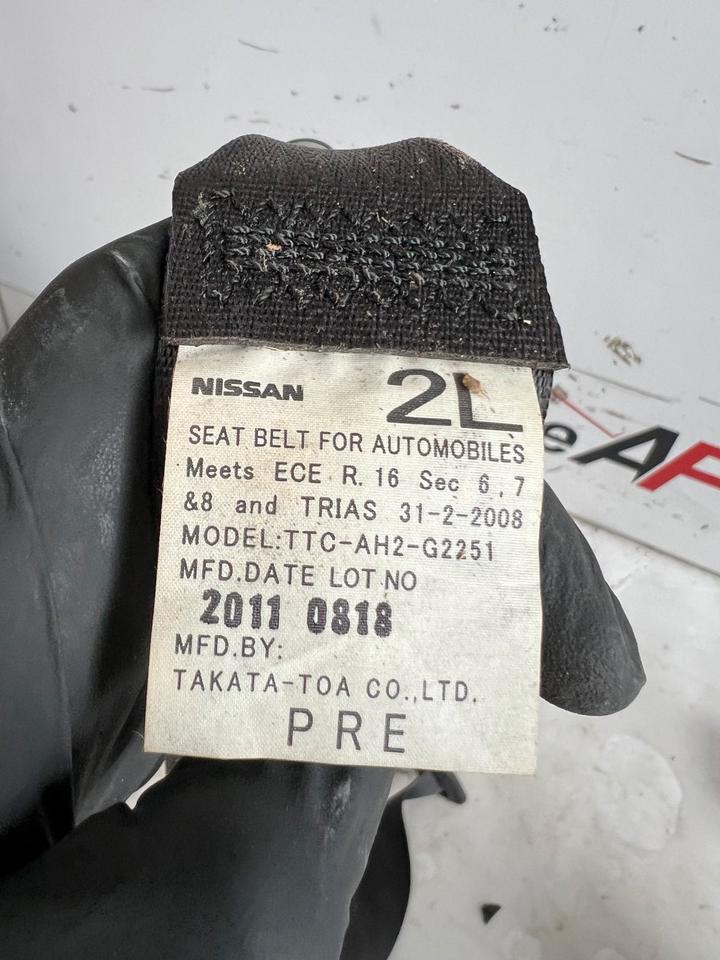 NISSAN 2L
SEAT BELT FOR AUTOMOBILES
Meets ECE R. 16 Sec 6,7
&8 and TRIAS 31-2-2008
MODEL:TTC-AH2-G2251
MFD.DATE LOT NO
2011 0818
MFD.BY:
TAKATA-TOA CO.,LTD.
PRE